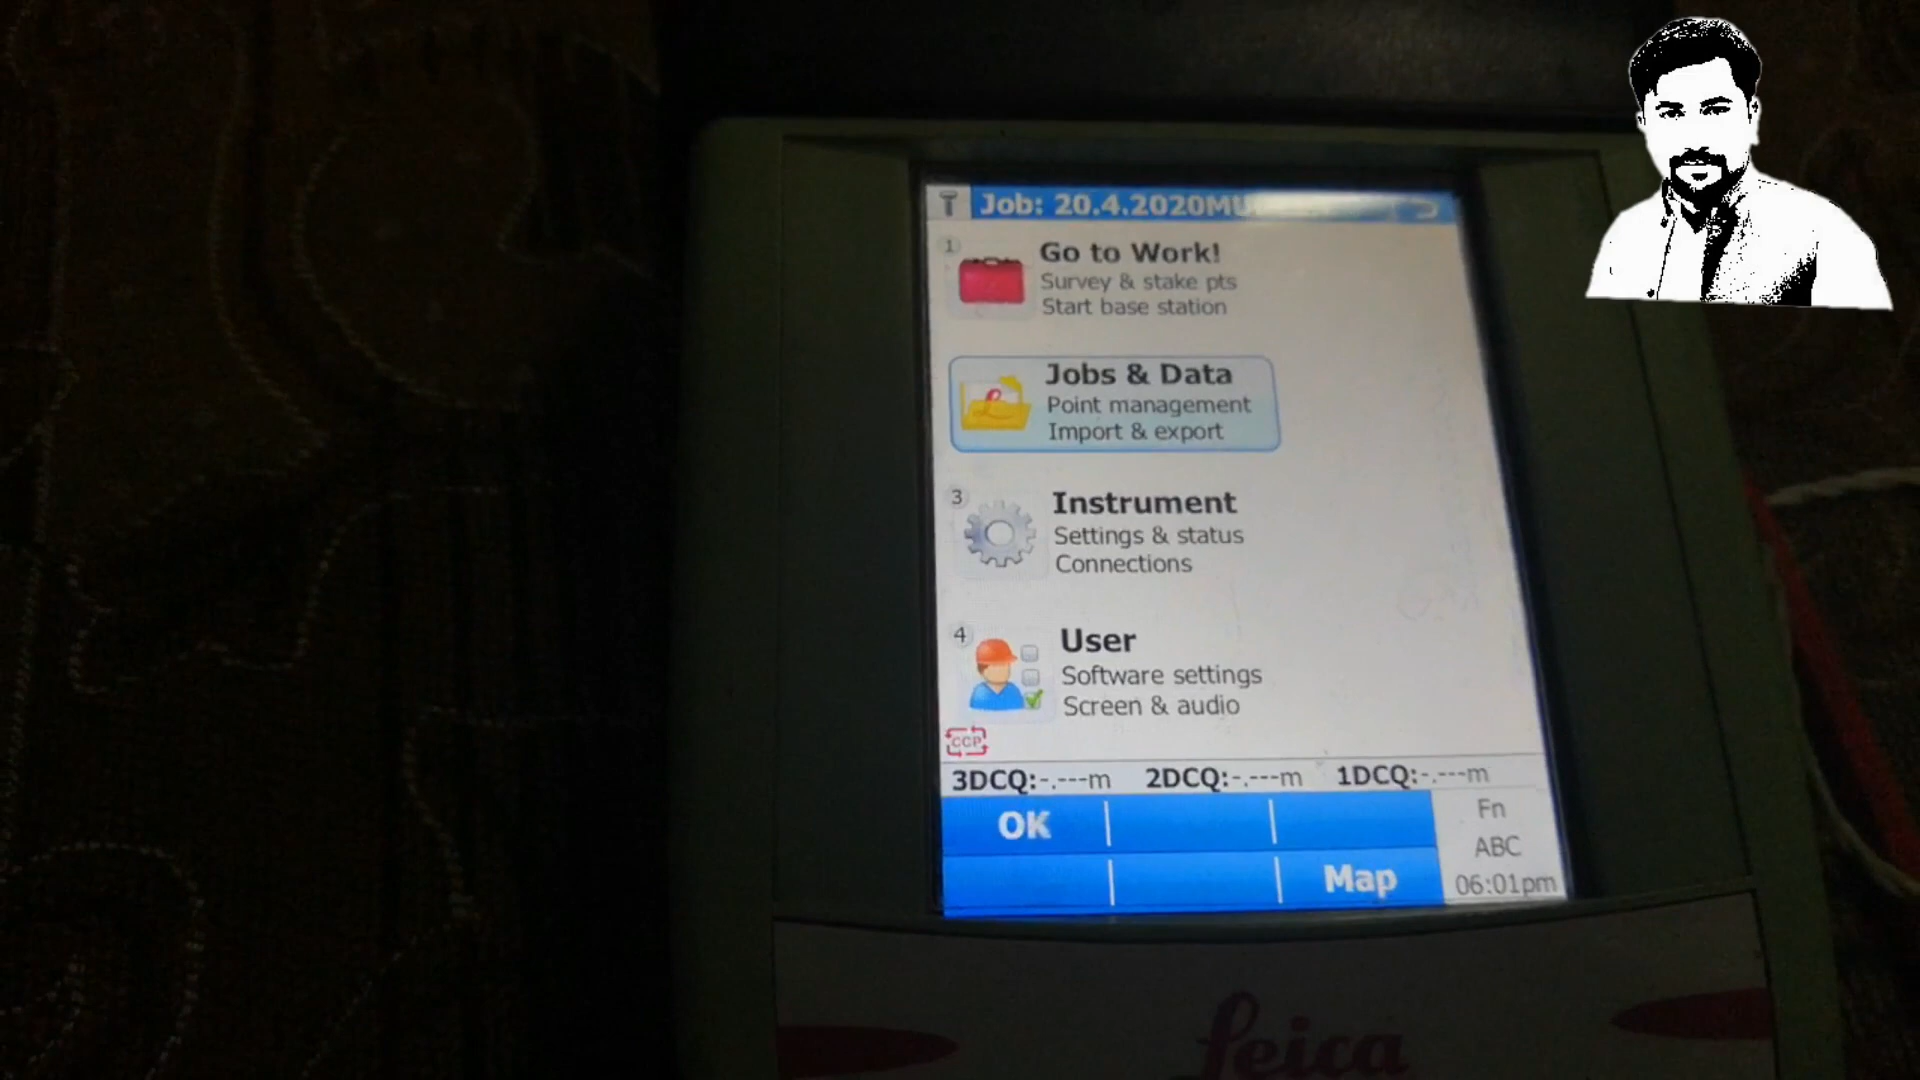 Job: 20.4.2020MU
1
Go to Work!
Survey & stake pts
Start base station
Jobs & Data
Point management
Import & export
3
Instrument
Settings & status
Connections
4
User
Software settings
Screen & audio
CCP
3DCQ:-.---m 2DCQ:-.---m 1DCQ:-.---m
OK
Fn
ABC
Map
06:01pm
Leica